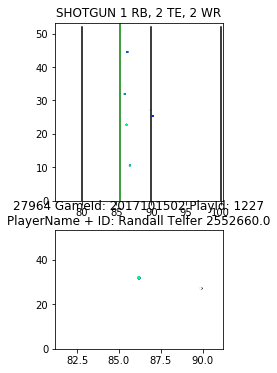 SHOTGUN 1 RB, 2 TE, 2 WR
50
40
30
20
10
0
80 85 90 95 100
27964 GameId: 2017101502 PlayId: 1227
PlayerName + ID: Randall Telfer 2552660.0
40
20
0
82.5 85.0 87.5 90.0